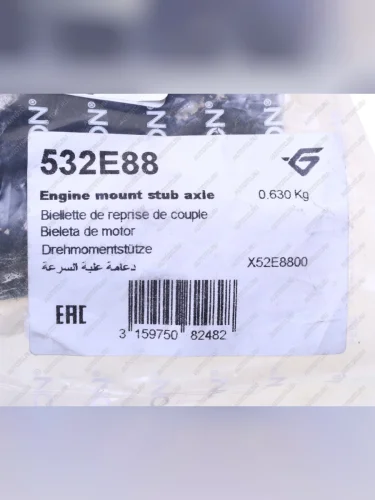 532E88
Engine mount stub axle 0.630 Kg
Biellette de reprise de couple
Bieleta de motor
Drehmomentstütze
دعامة علبة السرعة X52E8800
EAC
3 159750 82482